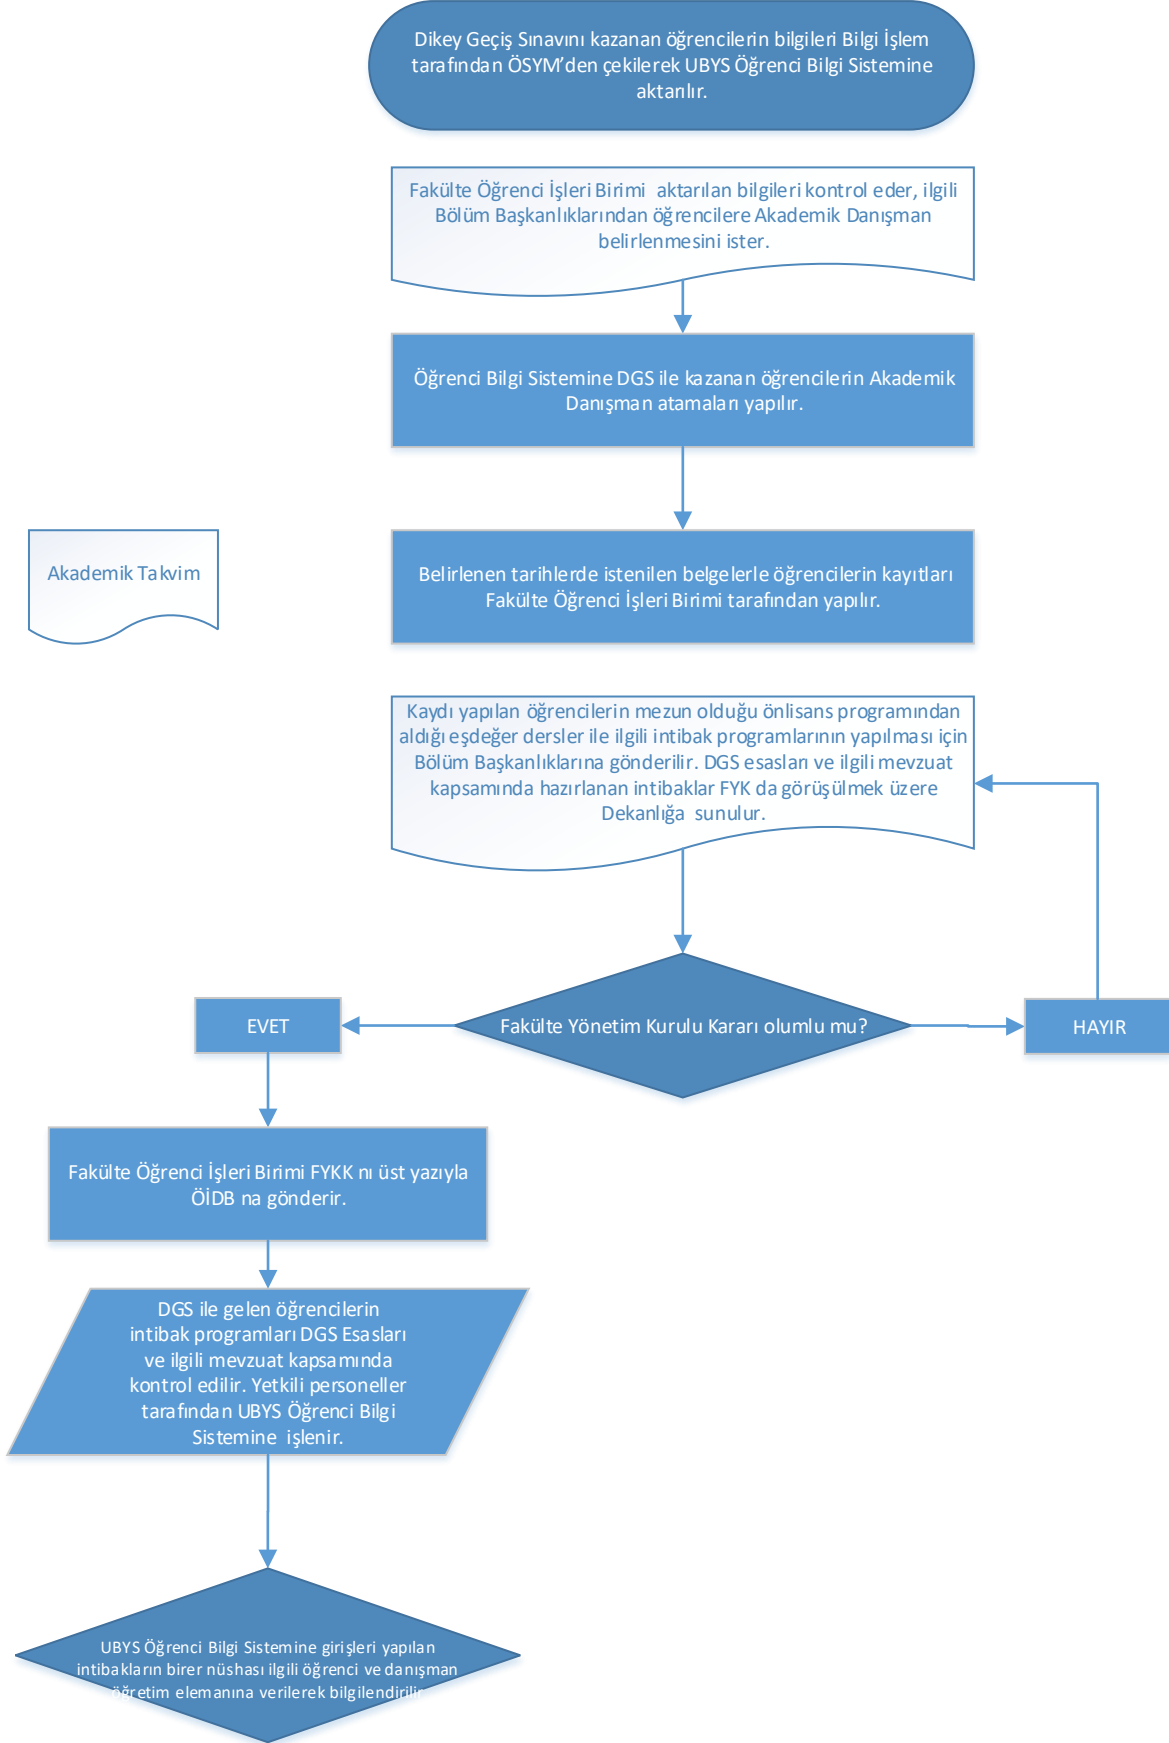 Dikey Geçiş Sınavını kazanan öğrencilerin bilgileri Bilgi İşlem
tarafından ÖSYM'den çekilerek UBYS Öğrenci Bilgi Sistemine
aktarılır.
Fakülte Öğrenci İşleri Birimi aktarılan bilgileri kontrol eder, ilgili
Bölüm Başkanlıklarından öğrencilere Akademik Danışman
belirlenmesini ister.
Öğrenci Bilgi Sistemine DGS ile kazanan öğrencilerin Akademik
Danışman atamaları yapılır.
Akademik Takvim
Belirlenen tarihlerde istenilen belgelerle öğrencilerin kayıtları
Fakülte Öğrenci İşleri Birimi tarafından yapılır.
Kaydı yapılan öğrencilerin mezun olduğu önlisans programından
aldığı eşdeğer dersler ile ilgili intibak programlarının yapılması için
Bölüm Başkanlıklarına gönderilir. DGS esasları ve ilgili mevzuat
kapsamında hazırlanan intibaklar FYK da görüşülmek üzere
Dekanlığa sunulur.
EVET
Fakülte Yönetim Kurulu Kararı olumlu mu?
HAYIR
Fakülte Öğrenci İşleri Birimi FYKK nı üst yazıyla
ÖİDB na gönderir.
DGS ile gelen öğrencilerin
intibak programları DGS Esasları
ve ilgili mevzuat kapsamında
kontrol edilir. Yetkili personeller
tarafından UBYS Öğrenci Bilgi
Sistemine işlenir.
UBYS Öğrenci Bilgi Sistemine girişleri yapılan
intibakların birer nüshası ilgili öğrenci ve danışman
öğretim elemanına verilerek bilgilendirilir.